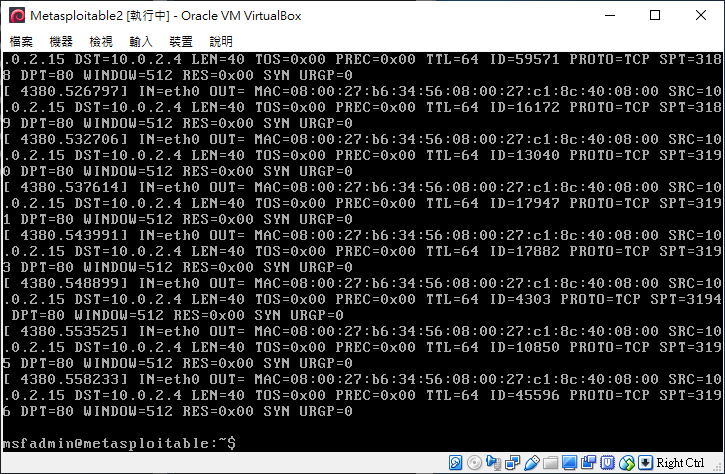 Metasploitable2 [執行中] - Oracle VM VirtualBox
檔案 機器 檢視 輸入 裝置 說明
.0.2.15 DST=10.0.2.4 LEN=40 TOS=0x00 PREC=0x00 TTL=64 ID=59571 PROTO=TCP SPT=318
8 DPT=80 WINDOW=512 RES=0x00 SYN URGP=0
[ 4380.526797] IN=eth0 OUT= MAC=08:00:27:b6:34:56:08:00:27:c1:8c:40:08:00 SRC=10
.0.2.15 DST=10.0.2.4 LEN=40 TOS=0x00 PREC=0x00 TTL=64 ID=16172 PROTO=TCP SPT=318
9 DPT=80 WINDOW=512 RES=0x00 SYN URGP=0
[ 4380.532706] IN=eth0 OUT= MAC=08:00:27:b6:34:56:08:00:27:c1:8c:40:08:00 SRC=10
.0.2.15 DST=10.0.2.4 LEN=40 TOS=0x00 PREC=0x00 TTL=64 ID=13040 PROTO=TCP SPT=319
0 DPT=80 WINDOW=512 RES=0x00 SYN URGP=0
[ 4380.537614] IN=eth0 OUT= MAC=08:00:27:b6:34:56:08:00:27:c1:8c:40:08:00 SRC=10
.0.2.15 DST=10.0.2.4 LEN=40 TOS=0x00 PREC=0x00 TTL=64 ID=17947 PROTO=TCP SPT=319
1 DPT=80 WINDOW=512 RES=0x00 SYN URGP=0
[ 4380.543991] IN=eth0 OUT= MAC=08:00:27:b6:34:56:08:00:27:c1:8c:40:08:00 SRC=10
.0.2.15 DST=10.0.2.4 LEN=40 TOS=0x00 PREC=0x00 TTL=64 ID=17882 PROTO=TCP SPT=319
3 DPT=80 WINDOW=512 RES=0x00 SYN URGP=0
[ 4380.548899] IN=eth0 OUT= MAC=08:00:27:b6:34:56:08:00:27:c1:8c:40:08:00 SRC=10
.0.2.15 DST=10.0.2.4 LEN=40 TOS=0x00 PREC=0x00 TTL=64 ID=4303 PROTO=TCP SPT=3194
DPT=80 WINDOW=512 RES=0x00 SYN URGP=0
[ 4380.553525] IN=eth0 OUT= MAC=08:00:27:b6:34:56:08:00:27:c1:8c:40:08:00 SRC=10
.0.2.15 DST=10.0.2.4 LEN=40 TOS=0x00 PREC=0x00 TTL=64 ID=10850 PROTO=TCP SPT=319
5 DPT=80 WINDOW=512 RES=0x00 SYN URGP=0
[ 4380.558233] IN=eth0 OUT= MAC=08:00:27:b6:34:56:08:00:27:c1:8c:40:08:00 SRC=10
.0.2.15 DST=10.0.2.4 LEN=40 TOS=0x00 PREC=0x00 TTL=64 ID=45596 PROTO=TCP SPT=319
6 DPT=80 WINDOW=512 RES=0x00 SYN URGP=0
msfadmin@metasploitable:~$
Right Ctrl